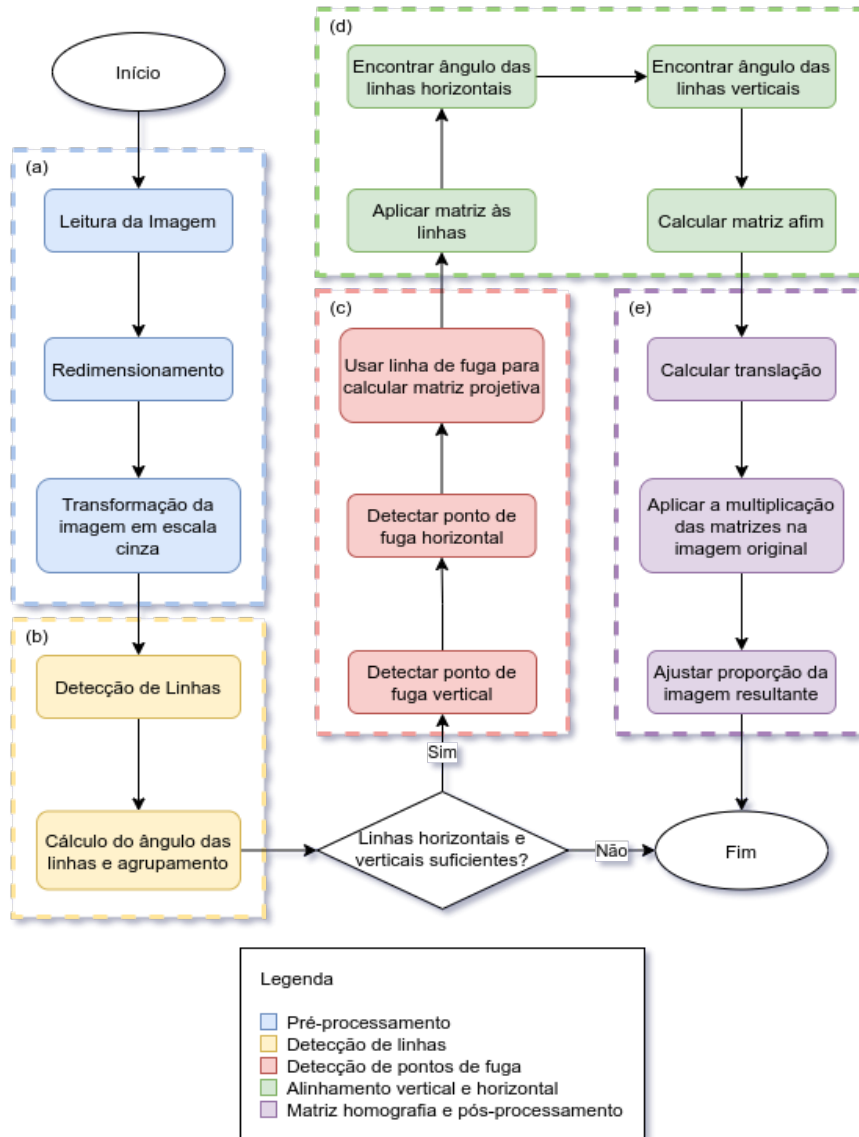 Início
(a)
Leitura da Imagem
Redimensionamento
Transformação da
imagem em escala
cinza
(b)
Detecção de Linhas
Cálculo do ângulo das
linhas e agrupamento
Linhas horizontais e
verticais suficientes?
Sim
Não
Fim
(c)
Detectar ponto de
fuga vertical
Detectar ponto de
fuga horizontal
Usar linha de fuga para
calcular matriz projetiva
(d)
Aplicar matriz às
linhas
Encontrar ângulo das
linhas horizontais
Encontrar ângulo das
linhas verticais
Calcular matriz afim
(e)
Calcular translação
Aplicar a multiplicação
das matrizes na
imagem original
Ajustar proporção da
imagem resultante
Legenda
Pré-processamento
Detecção de linhas
Detecção de pontos de fuga
Alinhamento vertical e horizontal
Matriz homografia e pós-processamento